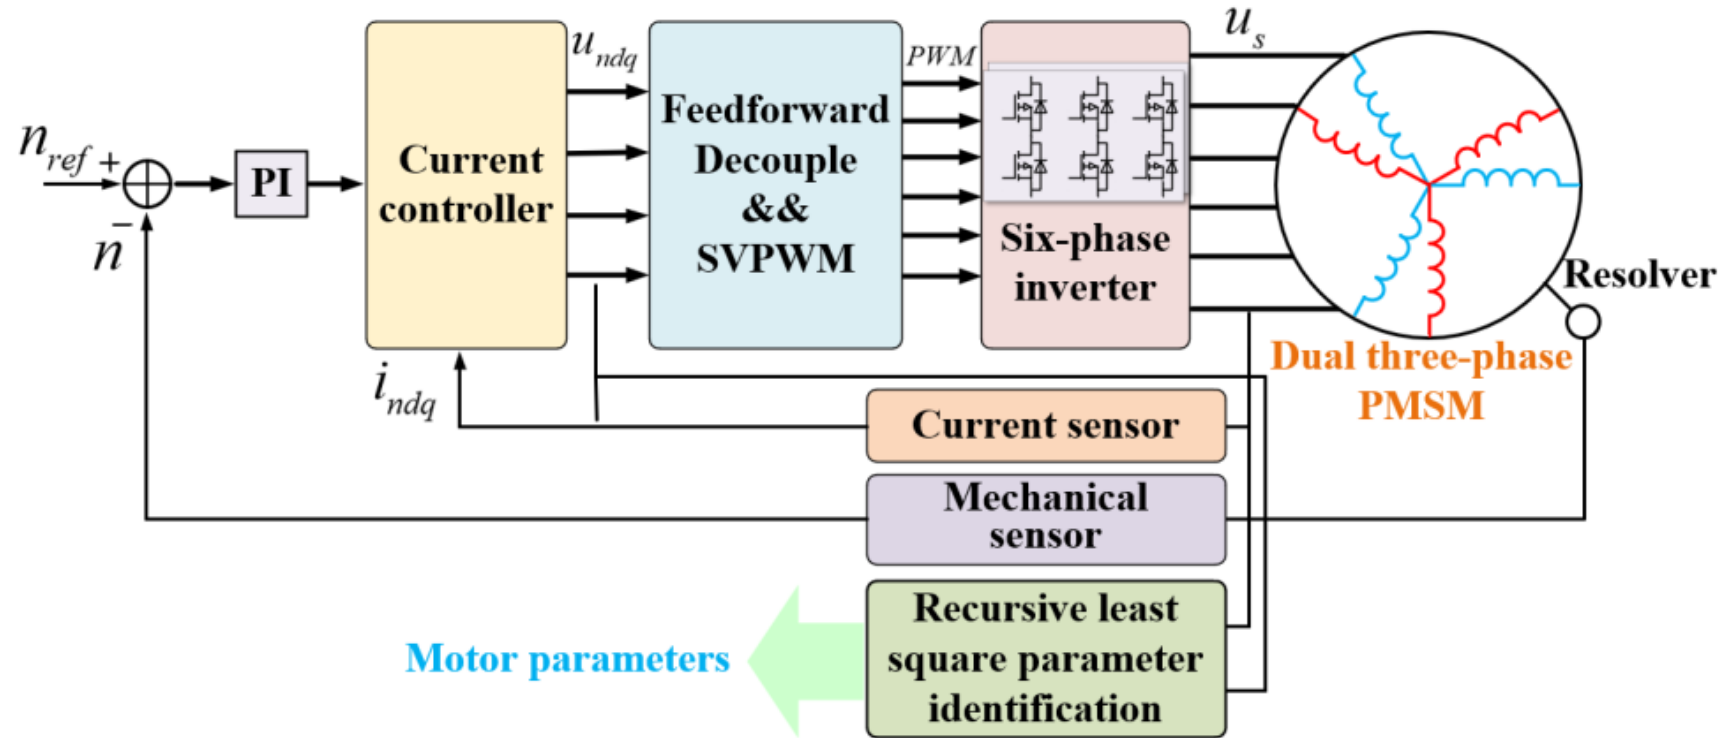 n_ref
+
−
n
PI
Current
controller
i_ndq
u_ndq
Feedforward
Decouple
&&
SVPWM
PWM
Six-phase
inverter
u_s
Resolver
Dual three-phase
PMSM
Current sensor
Mechanical
sensor
Recursive least
square parameter
identification
Motor parameters